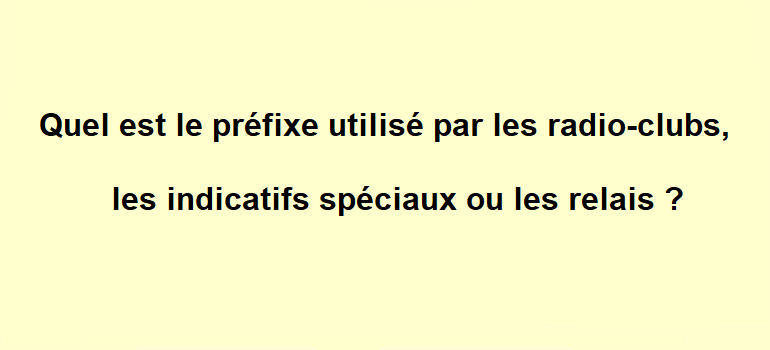 Quel est le préfixe utilisé par les radio-clubs,
les indicatifs spéciaux ou les relais ?